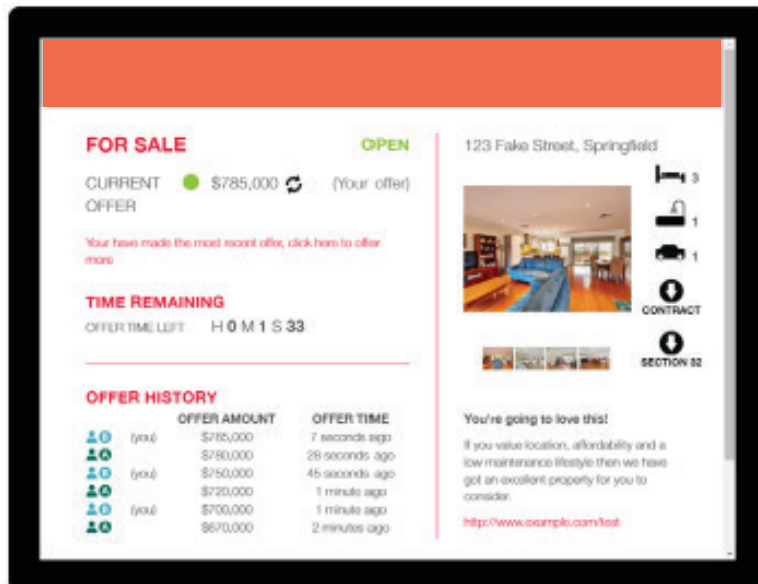 FOR SALE OPEN
CURRENT OFFER $785,000 (Your offer)
Your have made the most recent offer, click here to offer
more
TIME REMAINING
OFFER TIME LEFT H 0 M 1 S 33
OFFER HISTORY
OFFER AMOUNT OFFER TIME
B (you) $785,000 7 seconds ago
A $780,000 28 seconds ago
B (you) $750,000 45 seconds ago
A $720,000 1 minute ago
B (you) $700,000 1 minute ago
A $670,000 2 minutes ago
123 Fake Street, Springfield
3
1
1
CONTRACT
SECTION 32
You're going to love this!
If you value location, affordability and a
low maintenance lifestyle then we have
got an excellent property for you to
consider.
http://www.example.com/test